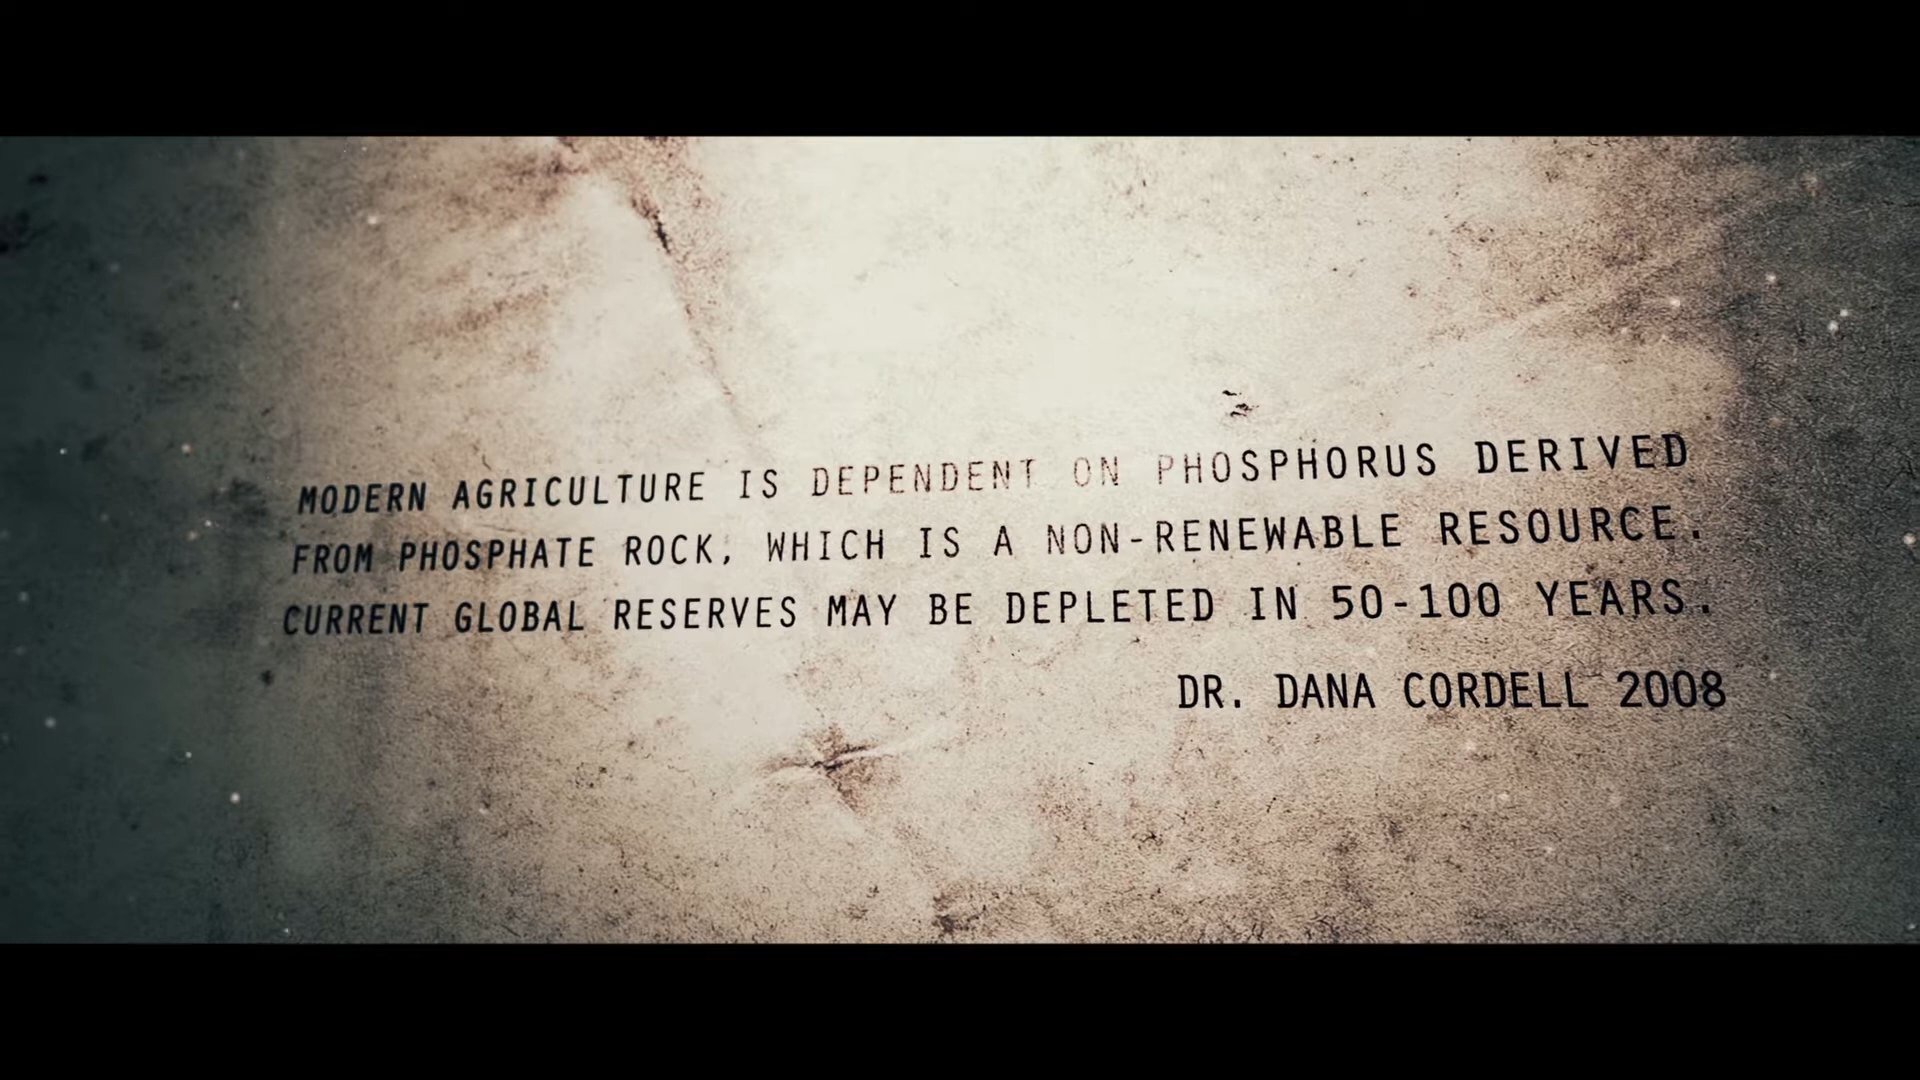 MODERN AGRICULTURE IS DEPENDENT ON PHOSPHORUS DERIVED
FROM PHOSPHATE ROCK, WHICH IS A NON-RENEWABLE RESOURCE.
CURRENT GLOBAL RESERVES MAY BE DEPLETED IN 50-100 YEARS.
DR. DANA CORDELL 2008